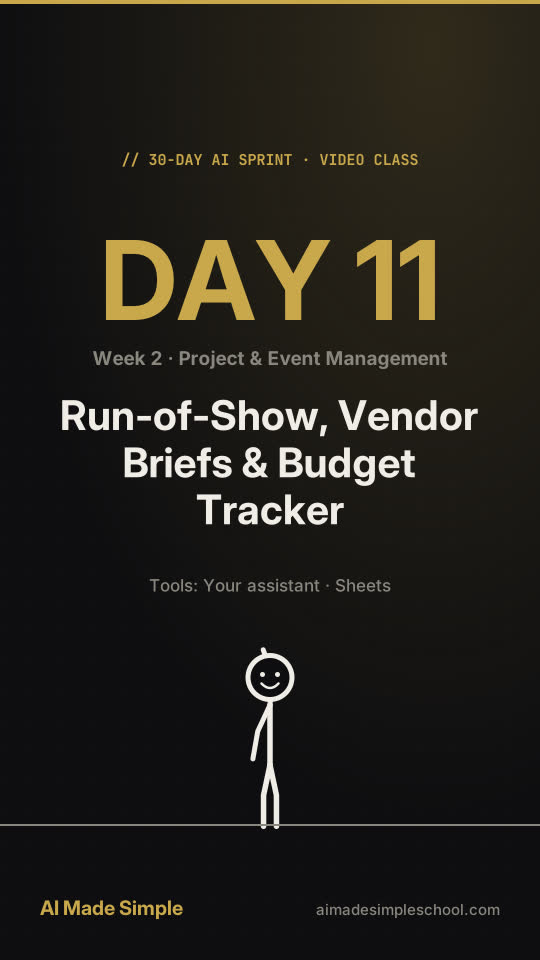 // 30-DAY AI SPRINT · VIDEO CLASS
DAY 11
Week 2 · Project & Event Management
Run-of-Show, Vendor
Briefs & Budget
Tracker
Tools: Your assistant · Sheets
AI Made Simple
aimadesimpleschool.com